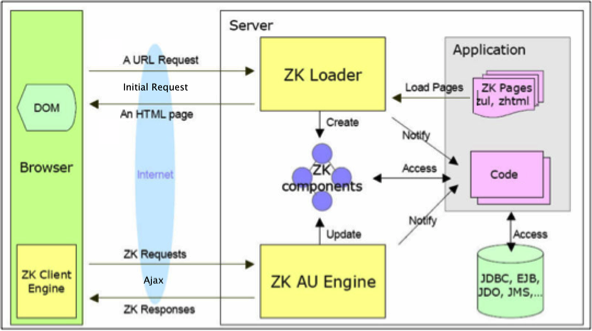 Server
A URL Request
Initial Request
An HTML page
DOM
Browser
Internet
ZK Loader
Application
Load Pages
ZK Pages
zul, zhtml
Create
Notify
ZK
components
Access
Code
Notify
Update
Access
ZK Requests
Ajax
ZK Responses
ZK Client
Engine
ZK AU Engine
JDBC, EJB,
JDO, JMS,...